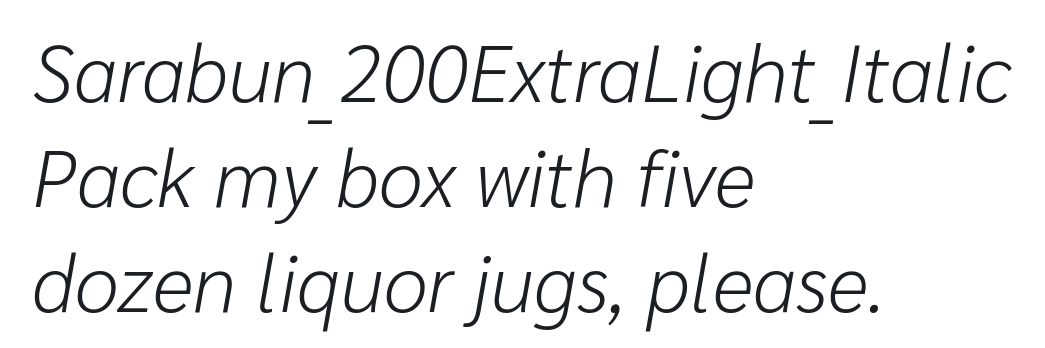 Sarabun_200ExtraLight_Italic
Pack my box with five
dozen liquor jugs, please.